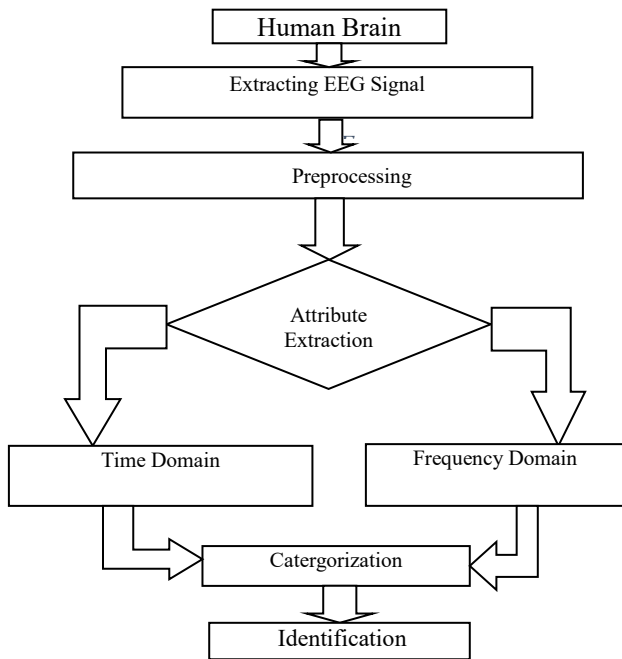 Human Brain
Extracting EEG Signal
Preprocessing
Attribute
Extraction
Time Domain
Frequency Domain
Catergorization
Identification